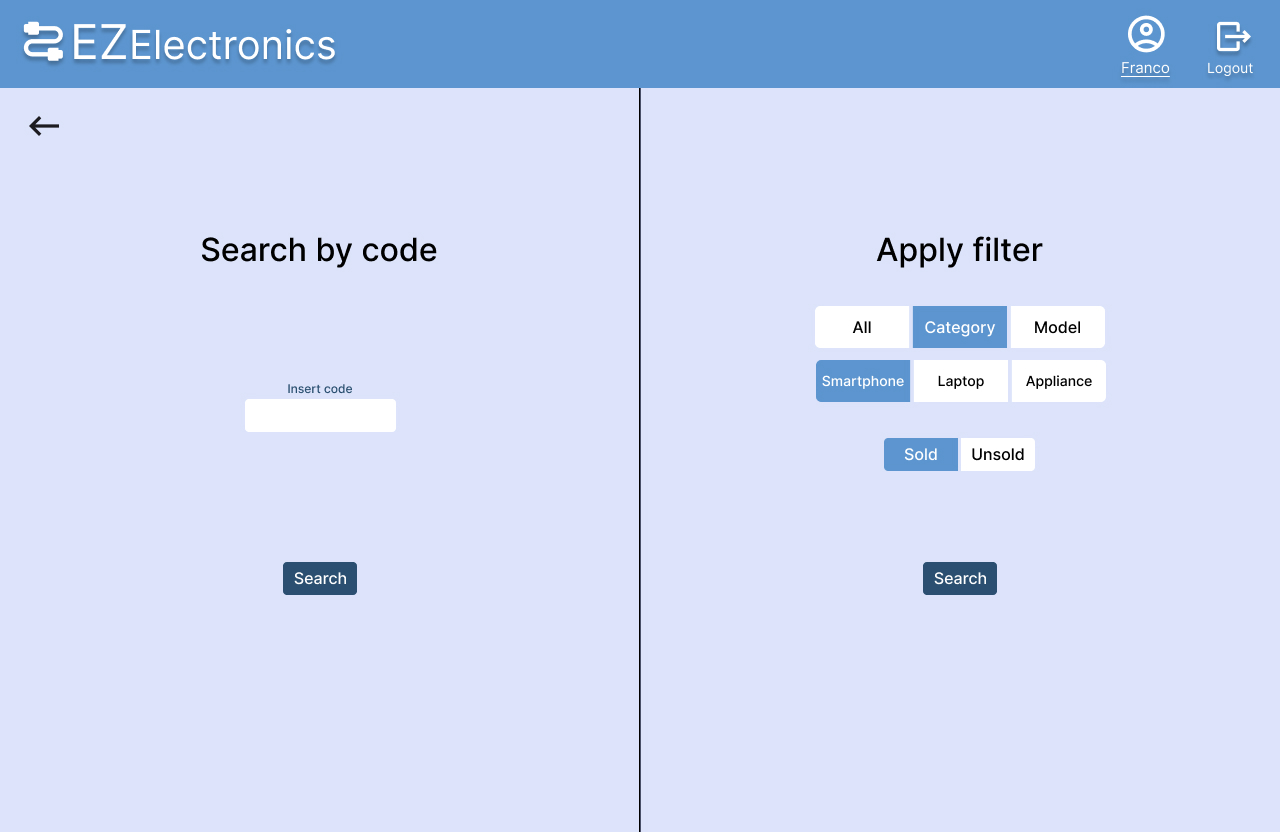 EZElectronics
Franco
Logout
Search by code
Insert code
Search
Apply filter
All Category Model
Smartphone Laptop Appliance
Sold Unsold
Search